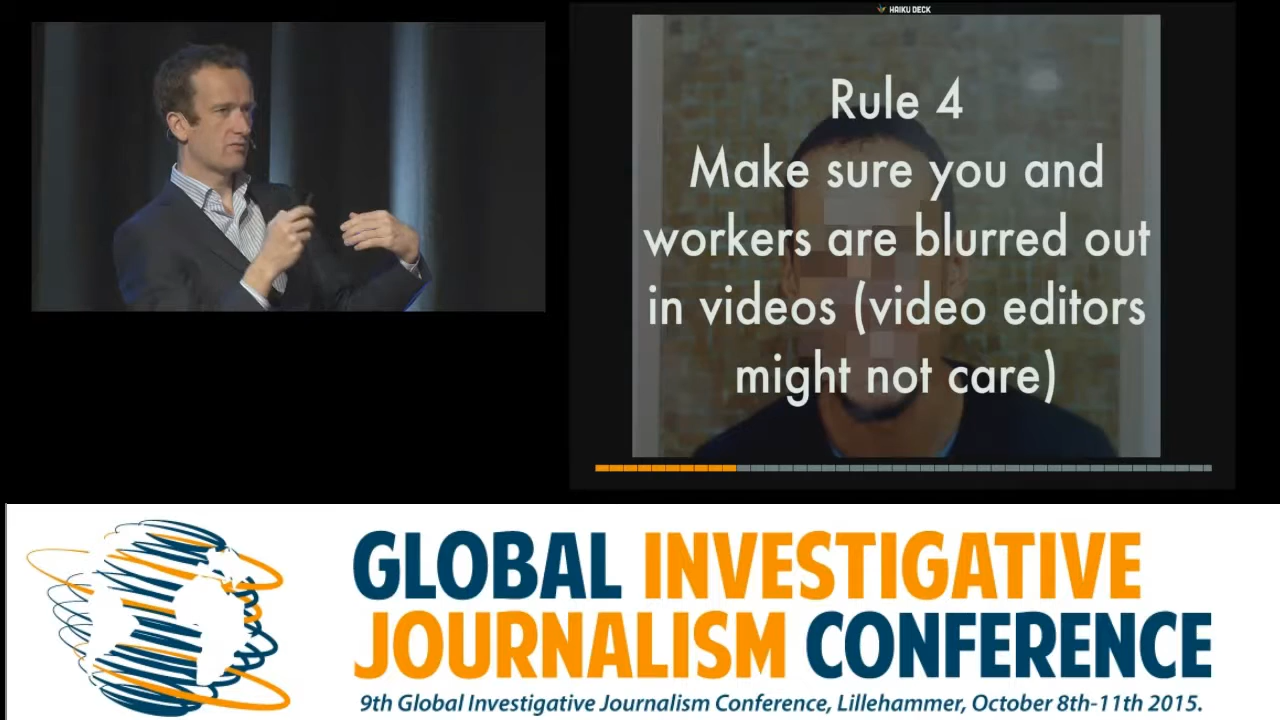 HAIKU DECK
Rule 4
Make sure you and
workers are blurred out
in videos (video editors
might not care)
GLOBAL INVESTIGATIVE
JOURNALISM CONFERENCE
9th Global Investigative Journalism Conference, Lillehammer, October 8th-11th 2015.